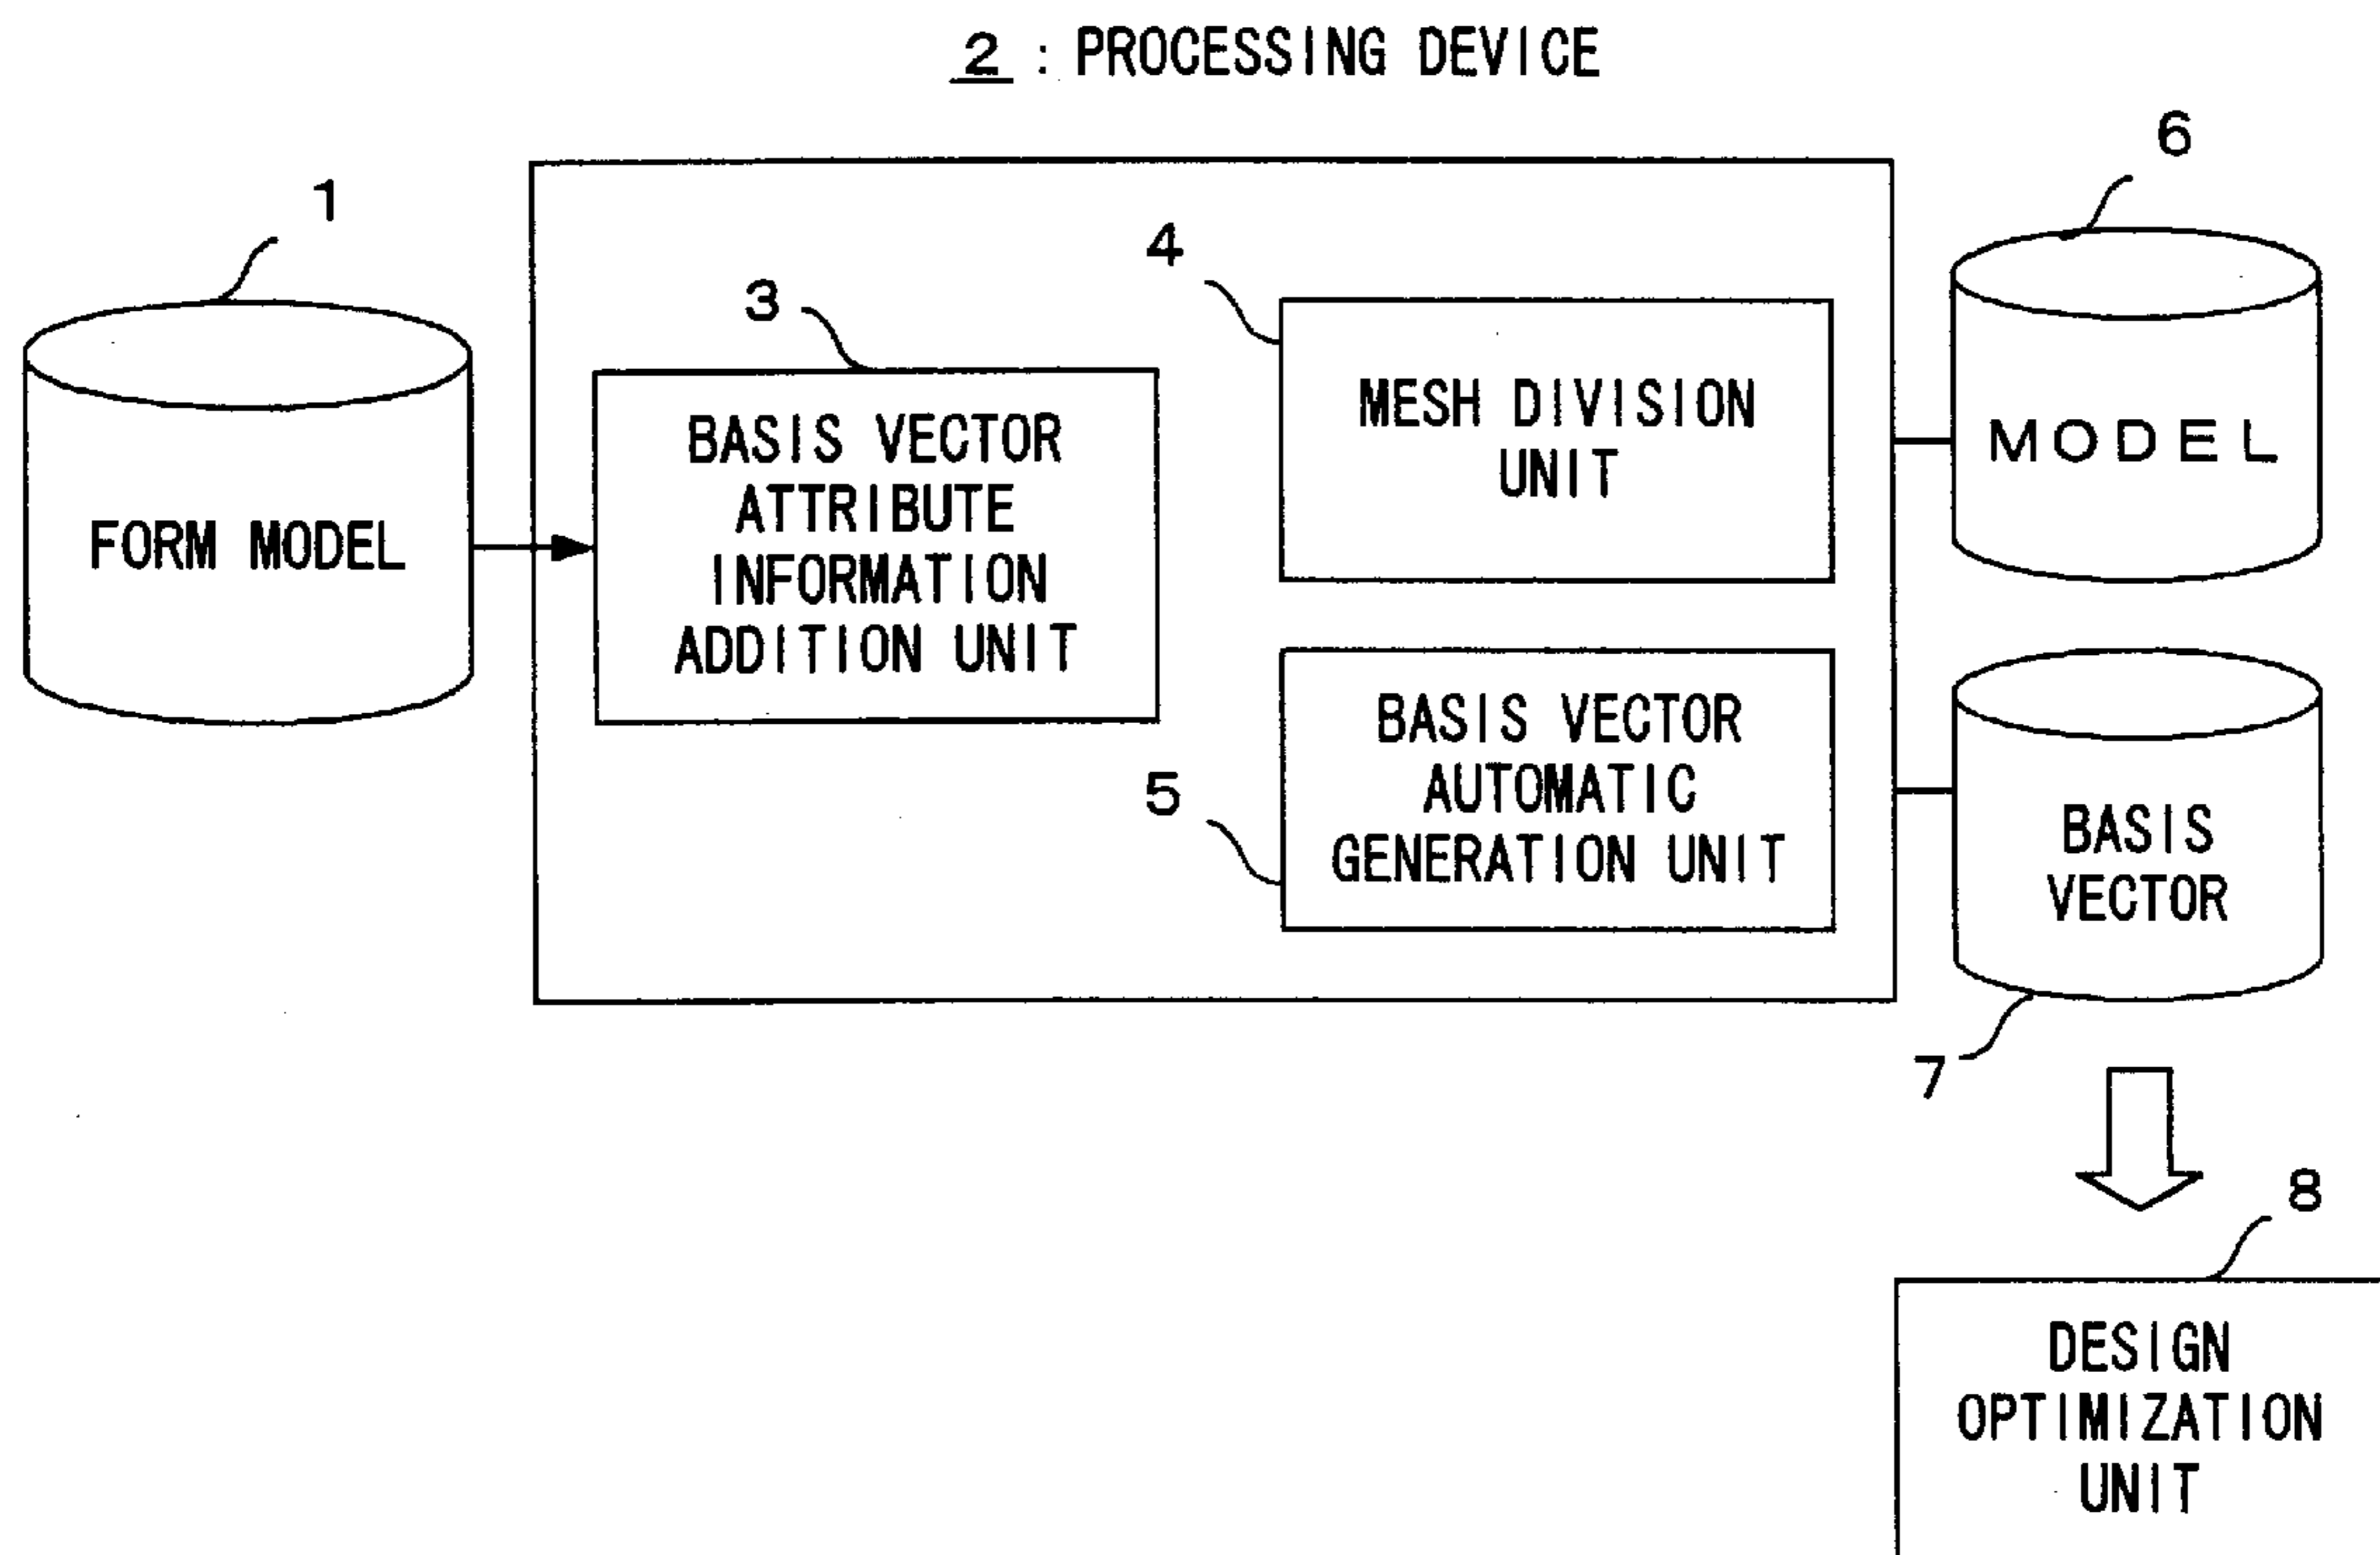 2 : PROCESSING DEVICE
1
FORM MODEL
3
BASIS VECTOR
ATTRIBUTE
INFORMATION
ADDITION UNIT
4
MESH DIVISION
UNIT
5
BASIS VECTOR
AUTOMATIC
GENERATION UNIT
6
MODEL
BASIS
VECTOR
7
8
DESIGN
OPTIMIZATION
UNIT